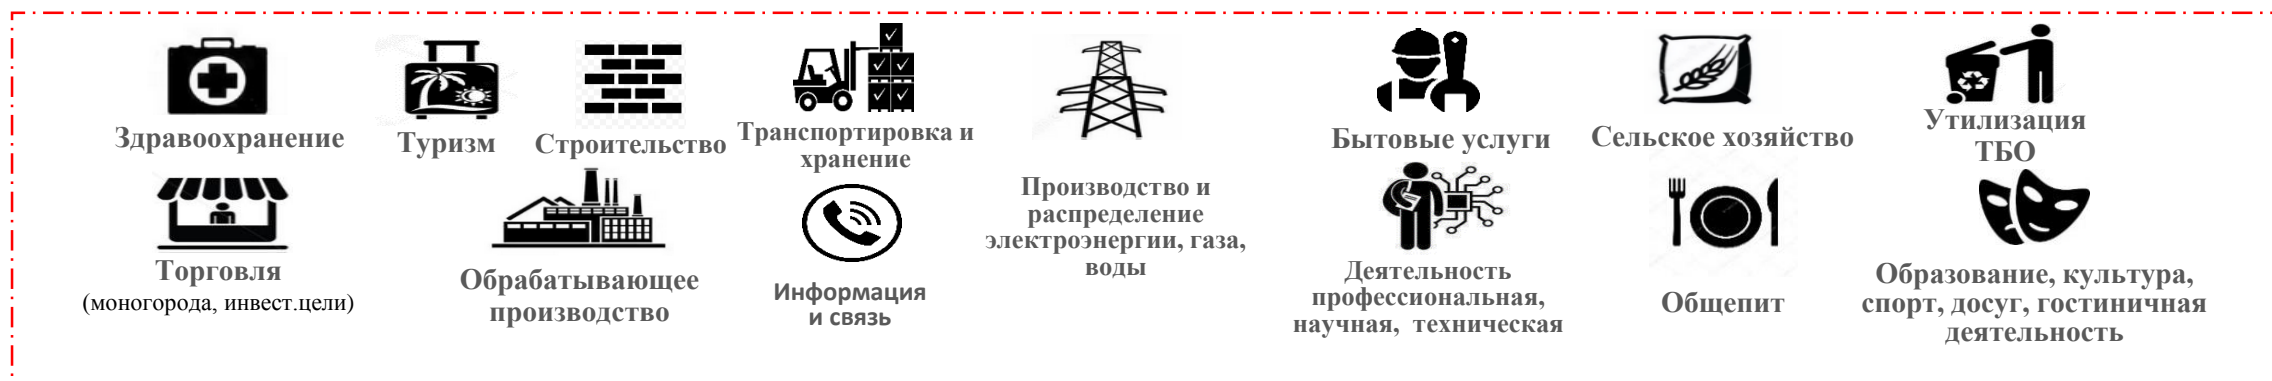 Здравоохранение
Туризм
Строительство
Транспортировка и
хранение
Производство и
распределение
электроэнергии, газа,
воды
Бытовые услуги
Сельское хозяйство
Утилизация
ТБО
Торговля
(моногорода, инвест.цели)
Обрабатывающее
производство
Информация
и связь
Деятельность
профессиональная,
научная, техническая
Общепит
Образование, культура,
спорт, досуг, гостиничная
деятельность